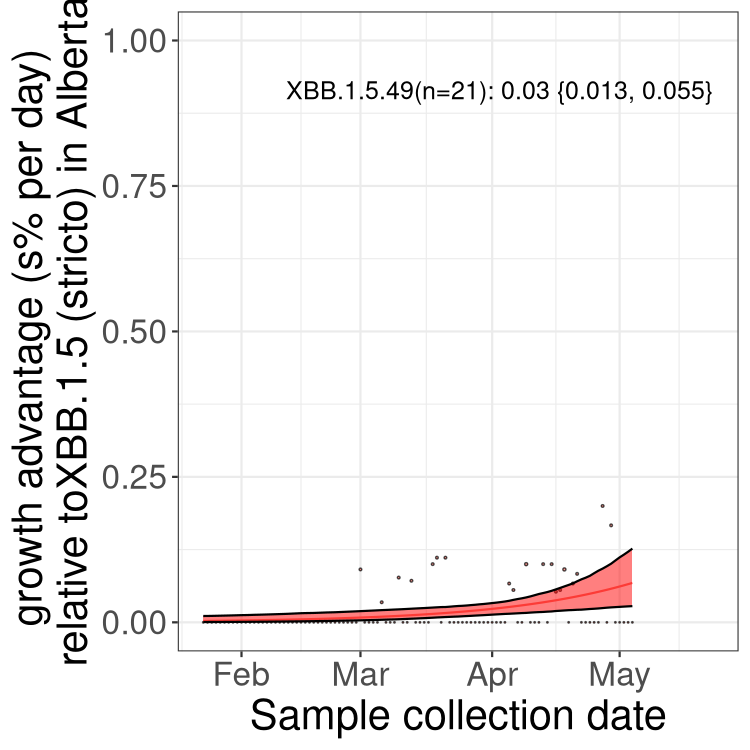 growth advantage (s% per day)
relative toXBB.1.5 (stricto) in Alberta
1.00
0.75
0.50
0.25
0.00
XBB.1.5.49(n=21): 0.03 {0.013, 0.055}
Feb Mar Apr May
Sample collection date